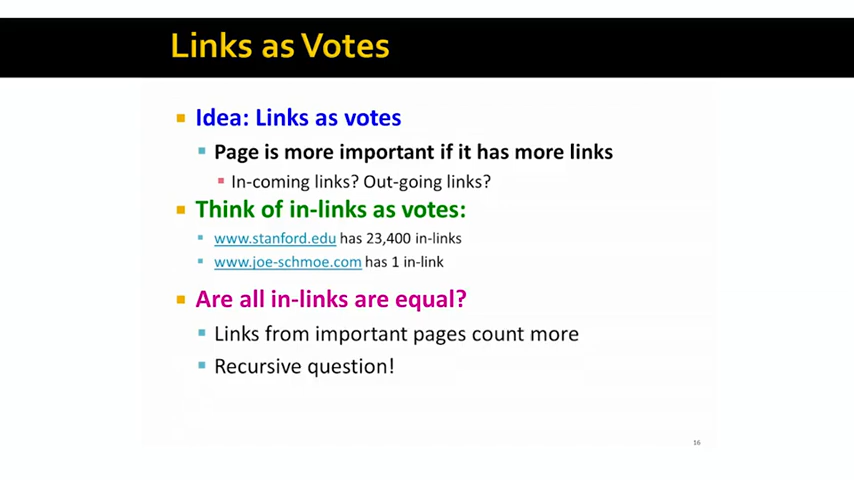 Links as Votes
Idea: Links as votes
Page is more important if it has more links
In-coming links? Out-going links?
Think of in-links as votes:
www.stanford.edu has 23,400 in-links
www.joe-schmoe.com has 1 in-link
Are all in-links are equal?
Links from important pages count more
Recursive question!
16